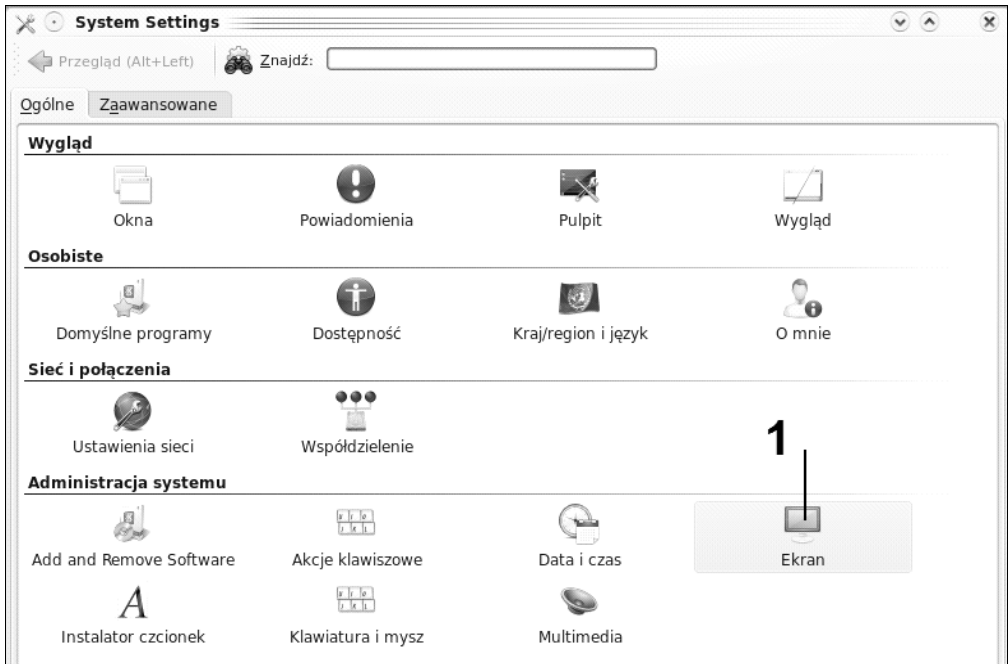 System Settings
Przegląd (Alt+Left) Znajdź:
Ogólne Zaawansowane
Wygląd
Okna Powiadomienia Pulpit Wygląd
Osobiste
Domyślne programy Dostępność Kraj/region i język O mnie
Sieć i połączenia
Ustawienia sieci Współdzielenie
1
Administracja systemu
Add and Remove Software Akcje klawiszowe Data i czas Ekran
Instalator czcionek Klawiatura i mysz Multimedia